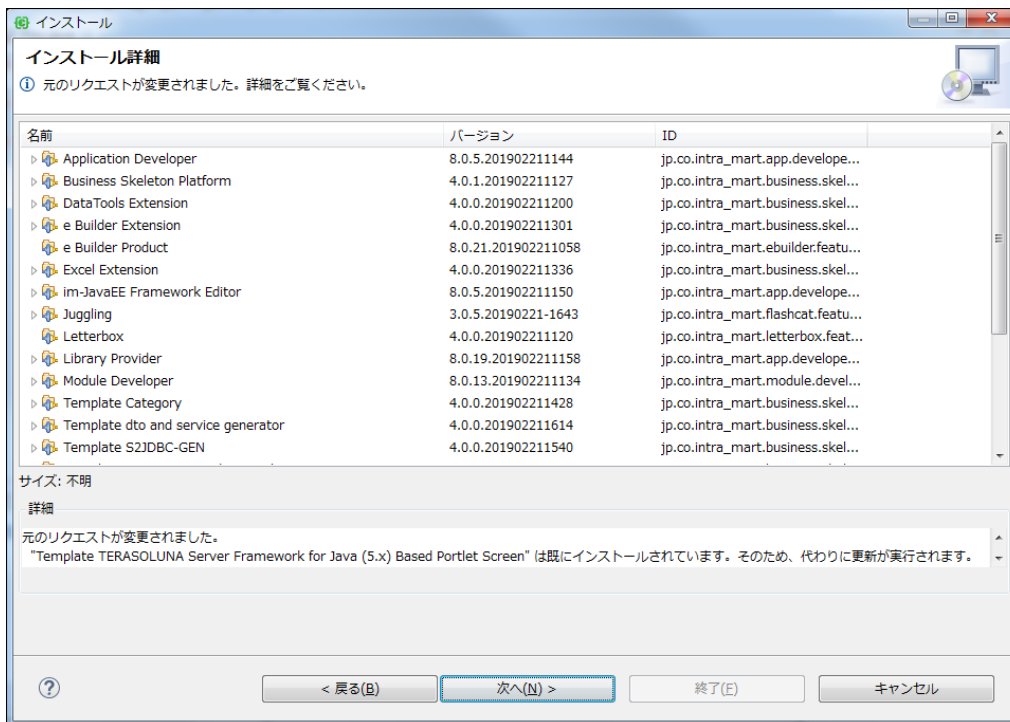 インストール
インストール詳細
元のリクエストが変更されました。詳細をご覧ください。
名前 バージョン ID
Application Developer 8.0.5.201902211144 jp.co.intra_mart.app.develope...
Business Skeleton Platform 4.0.1.201902211127 jp.co.intra_mart.business.skel...
DataTools Extension 4.0.0.201902211200 jp.co.intra_mart.business.skel...
e Builder Extension 4.0.0.201902211301 jp.co.intra_mart.business.skel...
e Builder Product 8.0.21.201902211058 jp.co.intra_mart.ebuilder.featu...
Excel Extension 4.0.0.201902211336 jp.co.intra_mart.business.skel...
im-JavaEE Framework Editor 8.0.5.201902211150 jp.co.intra_mart.app.develope...
Juggling 3.0.5.20190221-1643 jp.co.intra_mart.flashcat.featu...
Letterbox 4.0.0.201902211120 jp.co.intra_mart.letterbox.feat...
Library Provider 8.0.19.201902211158 jp.co.intra_mart.app.develope...
Module Developer 8.0.13.201902211134 jp.co.intra_mart.module.devel...
Template Category 4.0.0.201902211428 jp.co.intra_mart.business.skel...
Template dto and service generator 4.0.0.201902211614 jp.co.intra_mart.business.skel...
Template S2JDBC-GEN 4.0.0.201902211540 jp.co.intra_mart.business.skel...
サイズ: 不明
詳細
元のリクエストが変更されました。
"Template TERASOLUNA Server Framework for Java (5.x) Based Portlet Screen" は既にインストールされています。そのため、代わりに更新が実行されます。
< 戻る(B) 次へ(N) > 終了(F) キャンセル